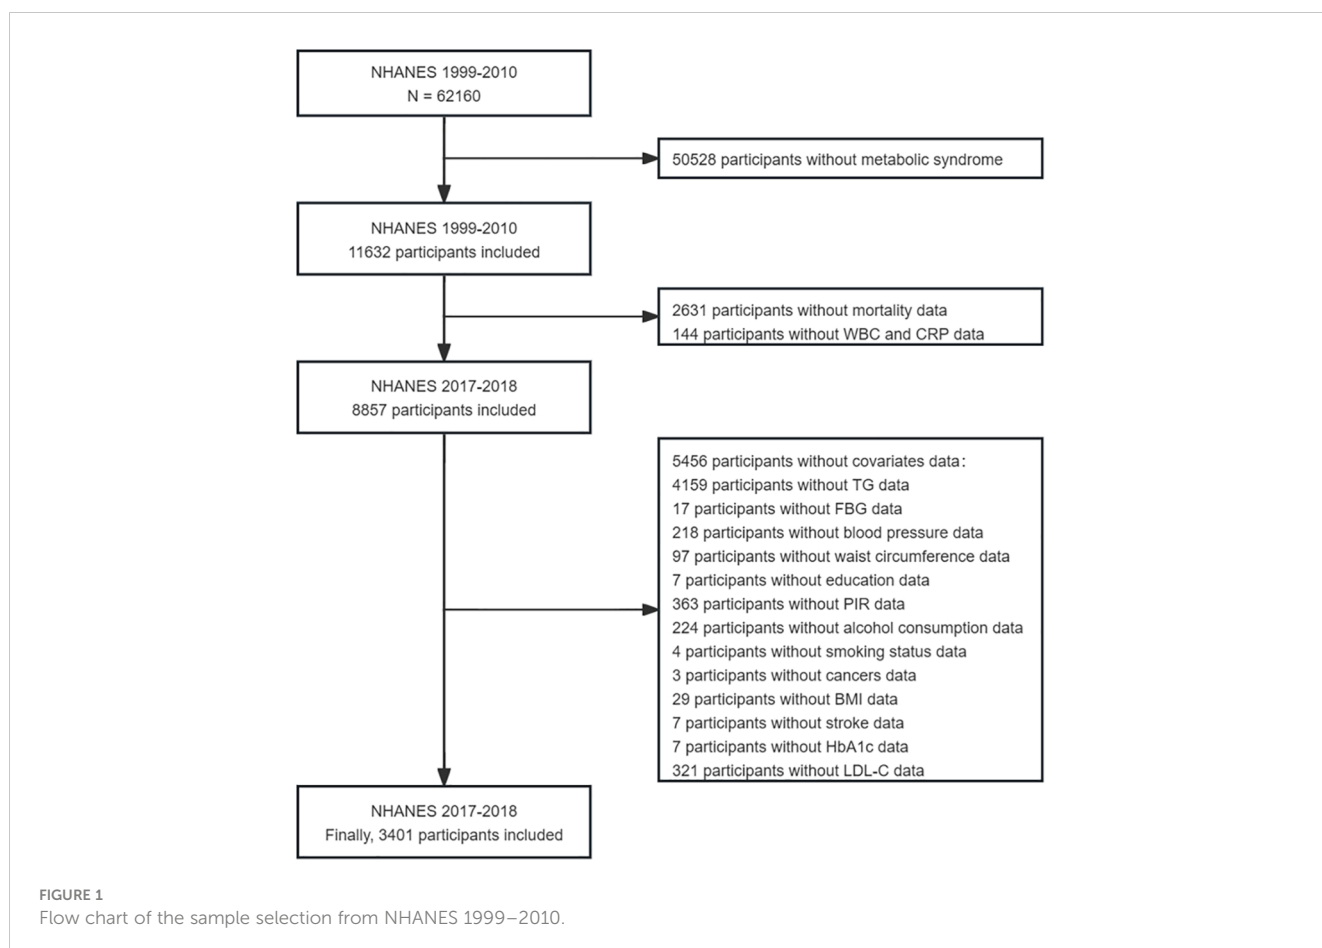 NHANES 1999-2010
N = 62160
50528 participants without metabolic syndrome
NHANES 1999-2010
11632 participants included
2631 participants without mortality data
144 participants without WBC and CRP data
NHANES 2017-2018
8857 participants included
5456 participants without covariates data:
4159 participants without TG data
17 participants without FBG data
218 participants without blood pressure data
97 participants without waist circumference data
7 participants without education data
363 participants without PIR data
224 participants without alcohol consumption data
4 participants without smoking status data
3 participants without cancers data
29 participants without BMI data
7 participants without stroke data
7 participants without HbA1c data
321 participants without LDL-C data
NHANES 2017-2018
Finally, 3401 participants included
FIGURE 1
Flow chart of the sample selection from NHANES 1999–2010.